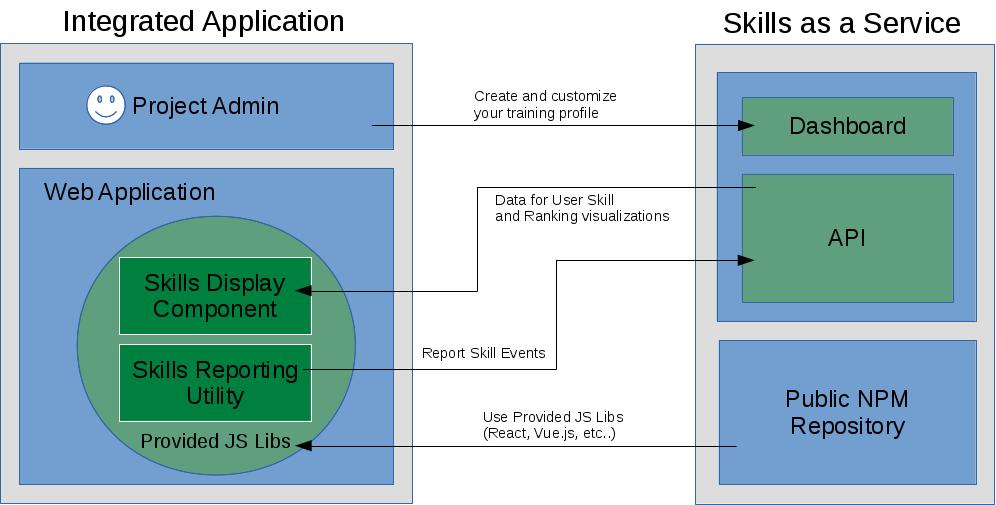 Integrated Application
Skills as a Service
Project Admin
Create and customize
your training profile
Dashboard
Web Application
Data for User Skill
and Ranking visualizations
API
Skills Display
Component
Report Skill Events
Skills Reporting
Utility
Provided JS Libs
Use Provided JS Libs
(React, Vue.js, etc..)
Public NPM
Repository